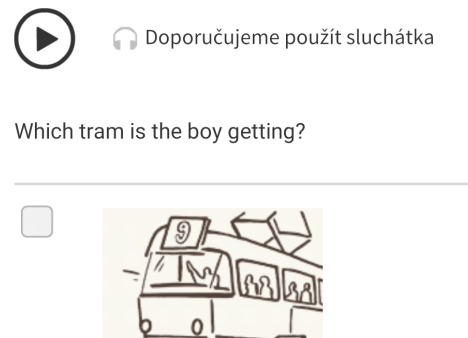 Doporučujeme použít sluchátka
Which tram is the boy getting?
9